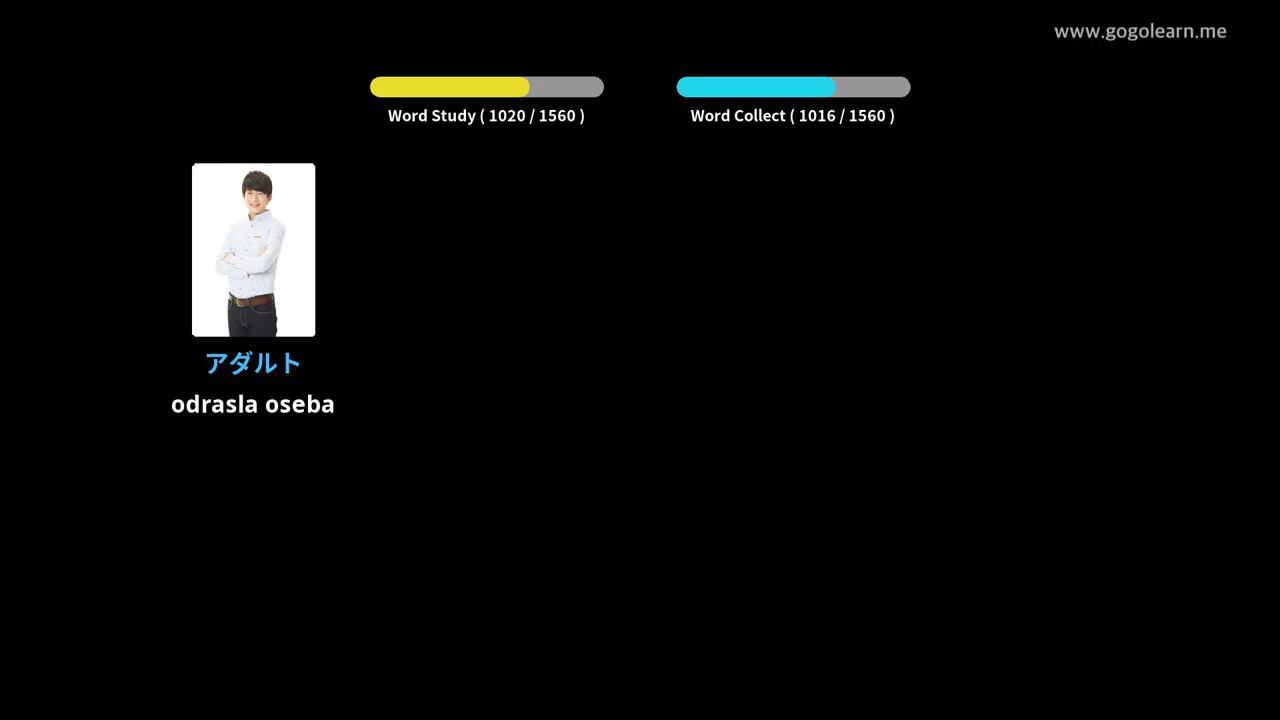 www.gogolearn.me
Word Study ( 1020 / 1560 )
Word Collect ( 1016 / 1560 )
アダルト
odrasla oseba